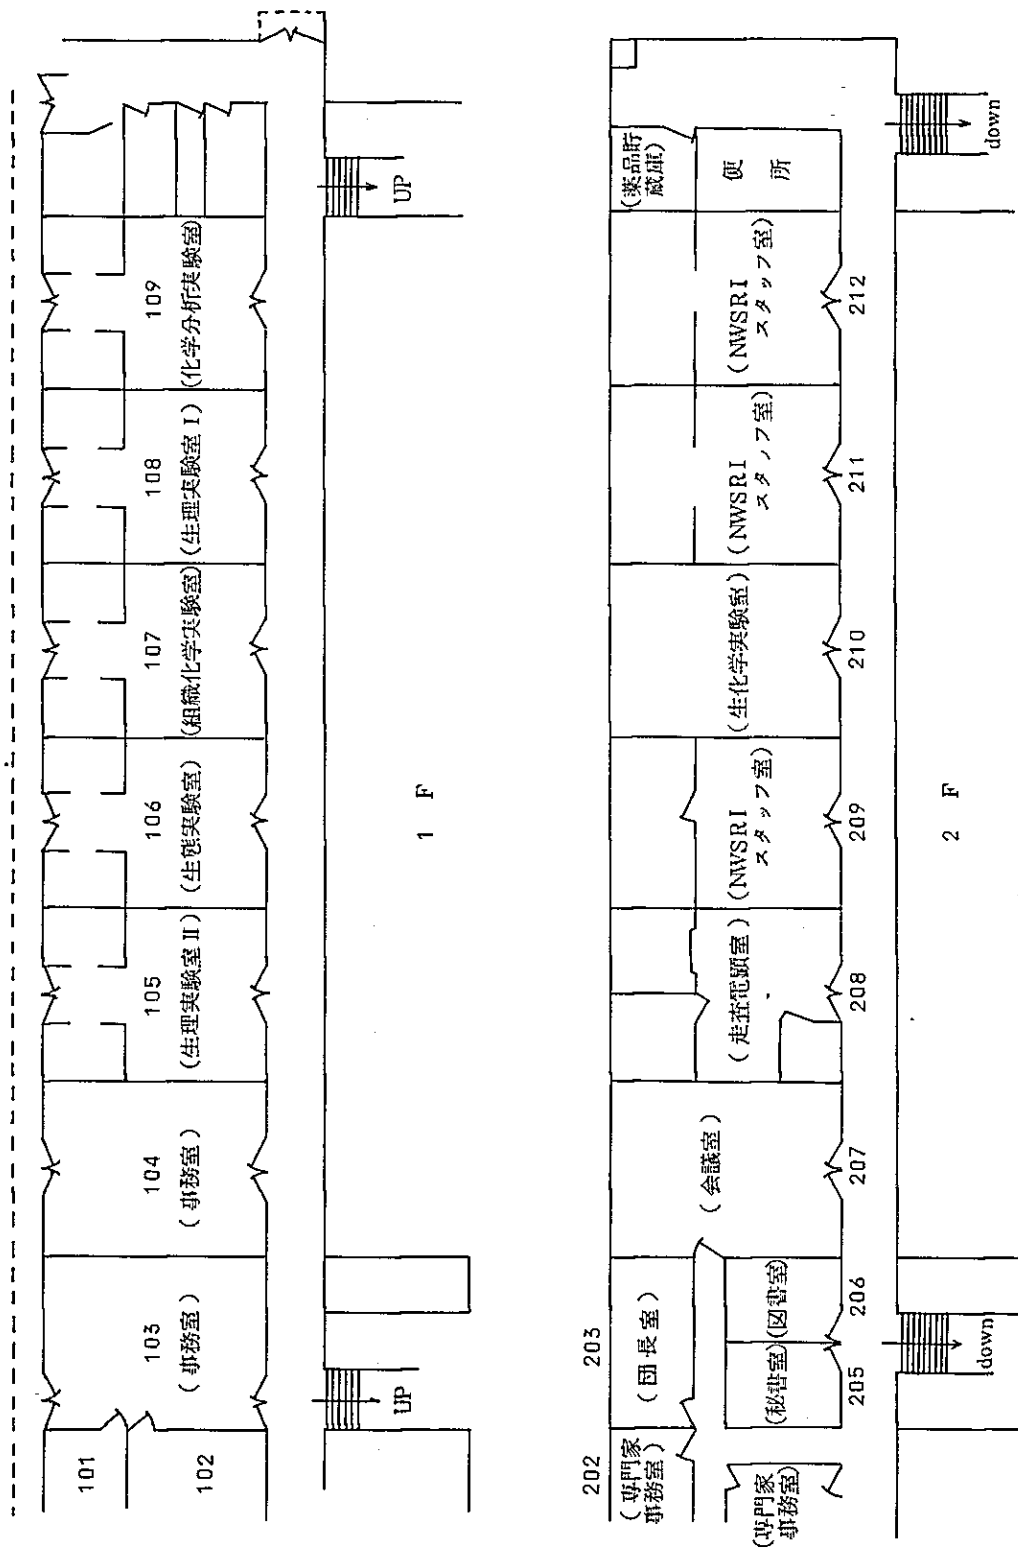 101
102
103
(事務室)
104
(事務室)
105
(生理実験室 II)
106
(生態実験室)
107
(組織化学実験室)
108
(生理実験室 I)
109
(化学分析実験室)
UP
UP
1 F
202
(専門家
事務室)
203
(団長室)
(専門家
事務室)
(秘書室)
205
(図書室)
206
(会議室)
207
(走査電顕室)
208
(NWSRI
スタッフ室)
209
(生化学実験室)
210
(NWSRI
スタッフ室)
211
(NWSRI
スタッフ室)
212
(薬品貯
蔵庫)
便
所
down
down
2 F